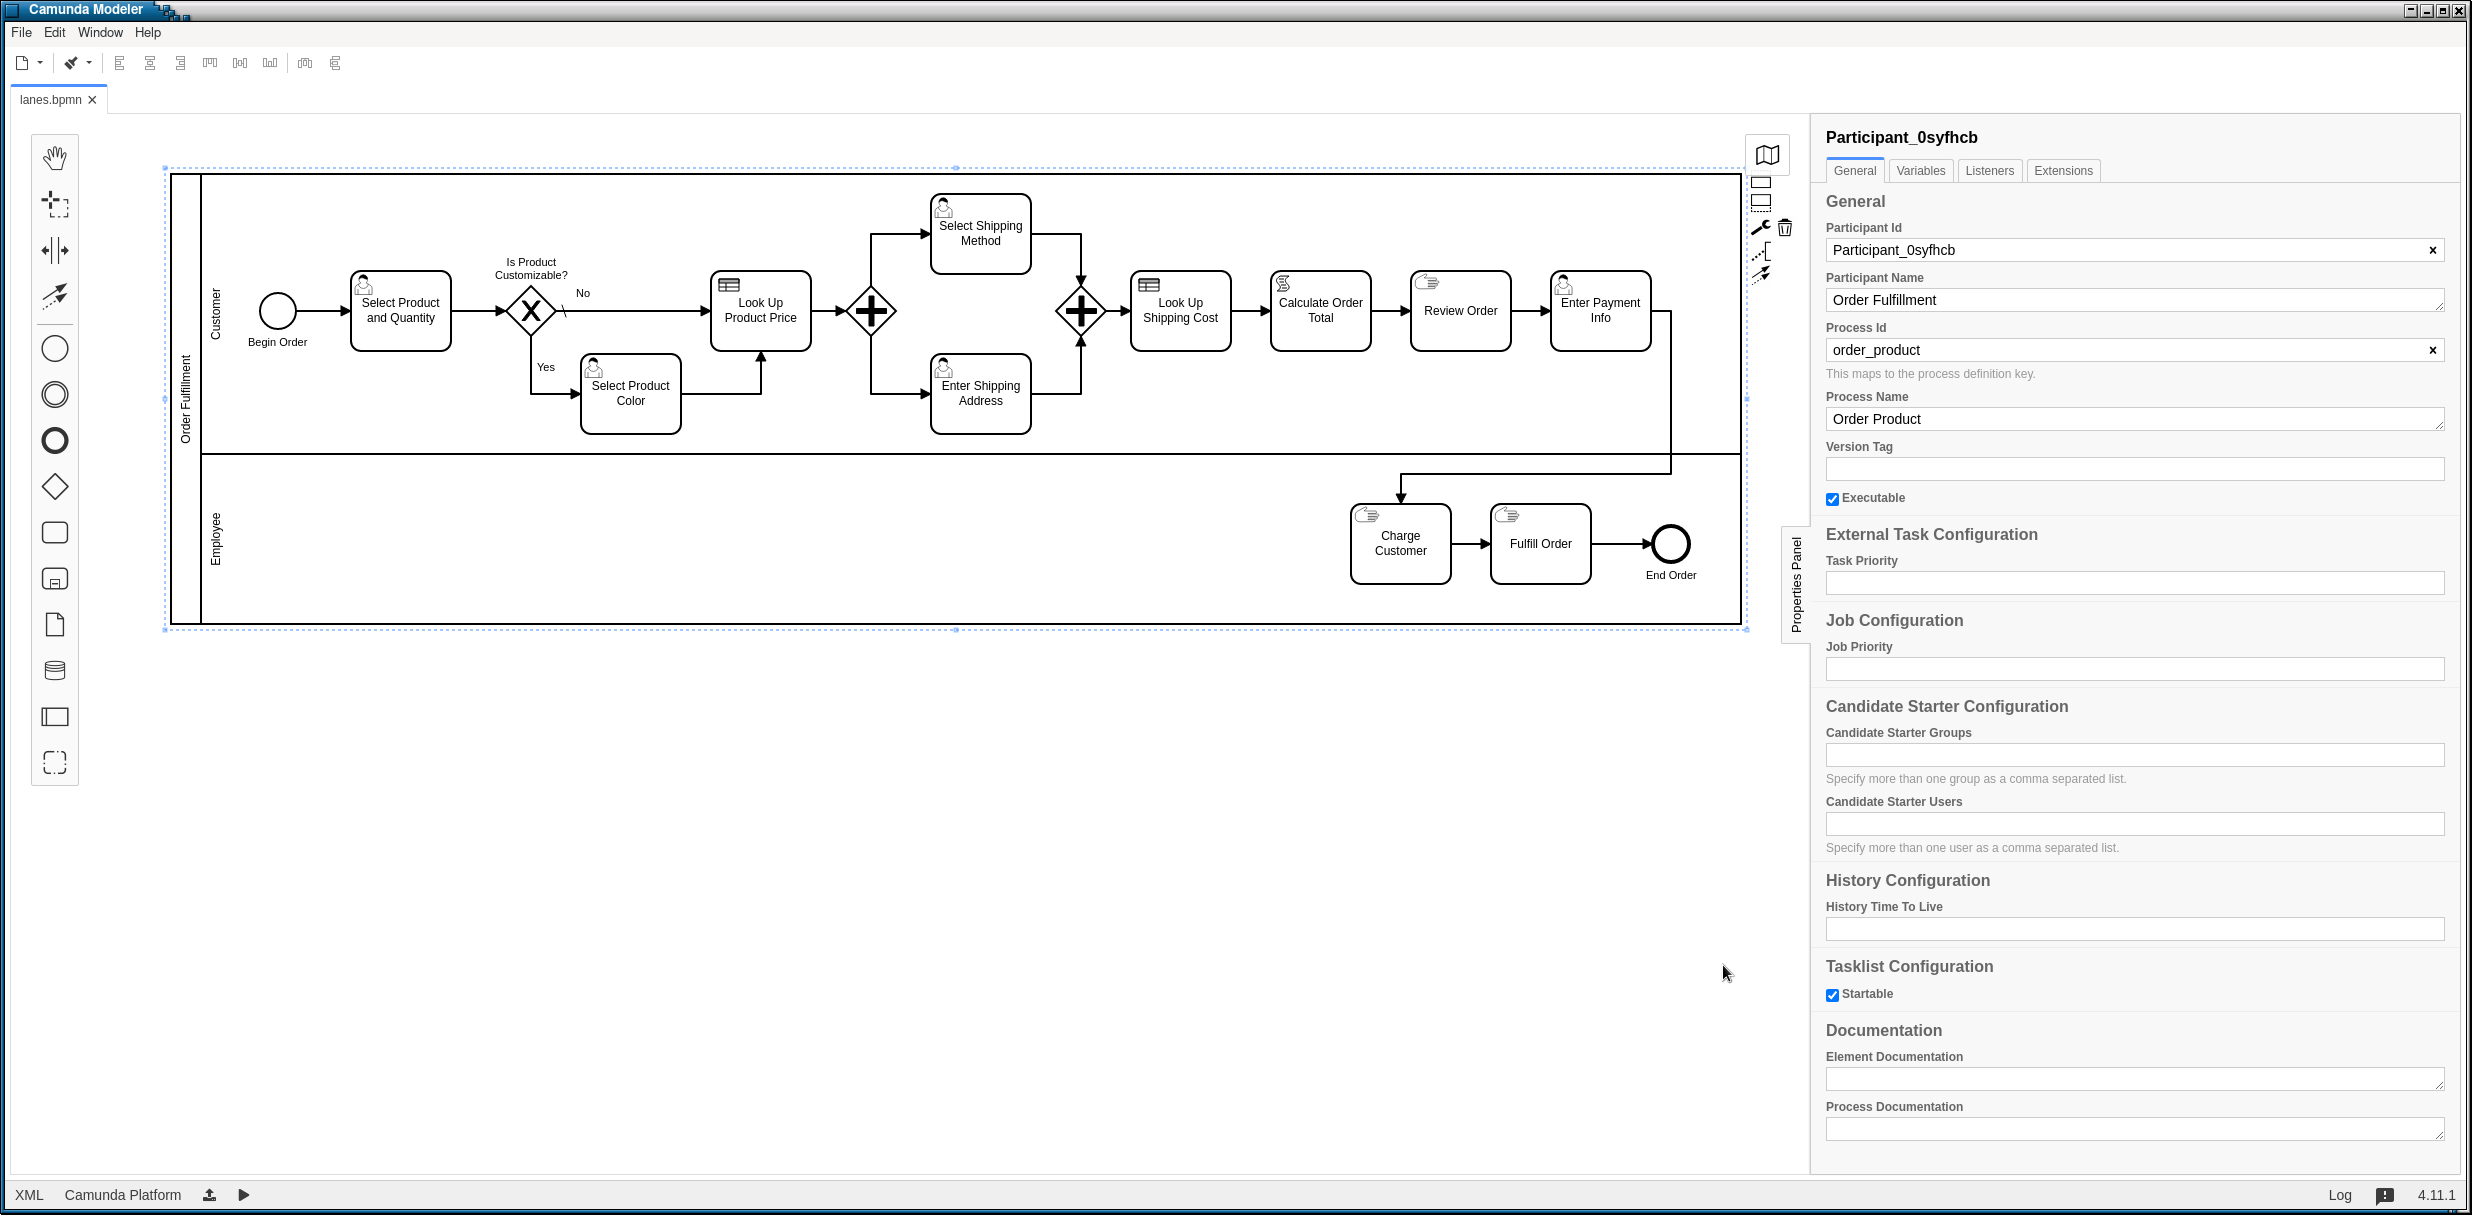 Camunda Modeler
File Edit Window Help
lanes.bpmn
Order Fulfillment
Customer
Begin Order
Select Product
and Quantity
Is Product
Customizable?
No
Yes
Select Product
Color
Look Up
Product Price
Select Shipping
Method
Enter Shipping
Address
Look Up
Shipping Cost
Calculate Order
Total
Review Order
Enter Payment
Info
Employee
Charge
Customer
Fulfill Order
End Order
Properties Panel
Participant_0syfhcb
General Variables Listeners Extensions
General
Participant Id
Participant_0syfhcb
Participant Name
Order Fulfillment
Process Id
order_product
This maps to the process definition key.
Process Name
Order Product
Version Tag
Executable
External Task Configuration
Task Priority
Job Configuration
Job Priority
Candidate Starter Configuration
Candidate Starter Groups
Specify more than one group as a comma separated list.
Candidate Starter Users
Specify more than one user as a comma separated list.
History Configuration
History Time To Live
Tasklist Configuration
Startable
Documentation
Element Documentation
Process Documentation
XML Camunda Platform Log 4.11.1